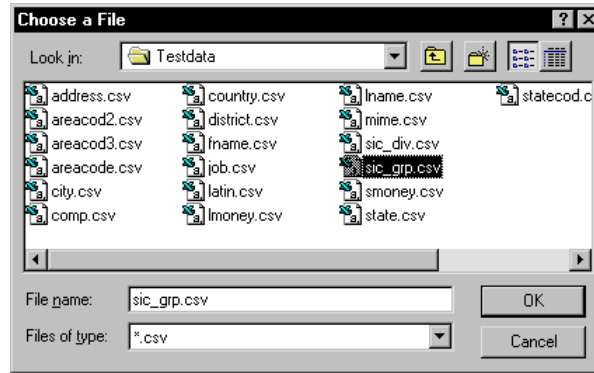 Choose a File
Look in: Testdata
address.csv country.csv lname.csv statecod.c
areacod2.csv district.csv mime.csv
areacod3.csv fname.csv sic_div.csv
areacode.csv job.csv sic_grp.csv
city.csv latin.csv smoney.csv
comp.csv lmoney.csv state.csv
File name: sic_grp.csv OK
Files of type: *.csv Cancel